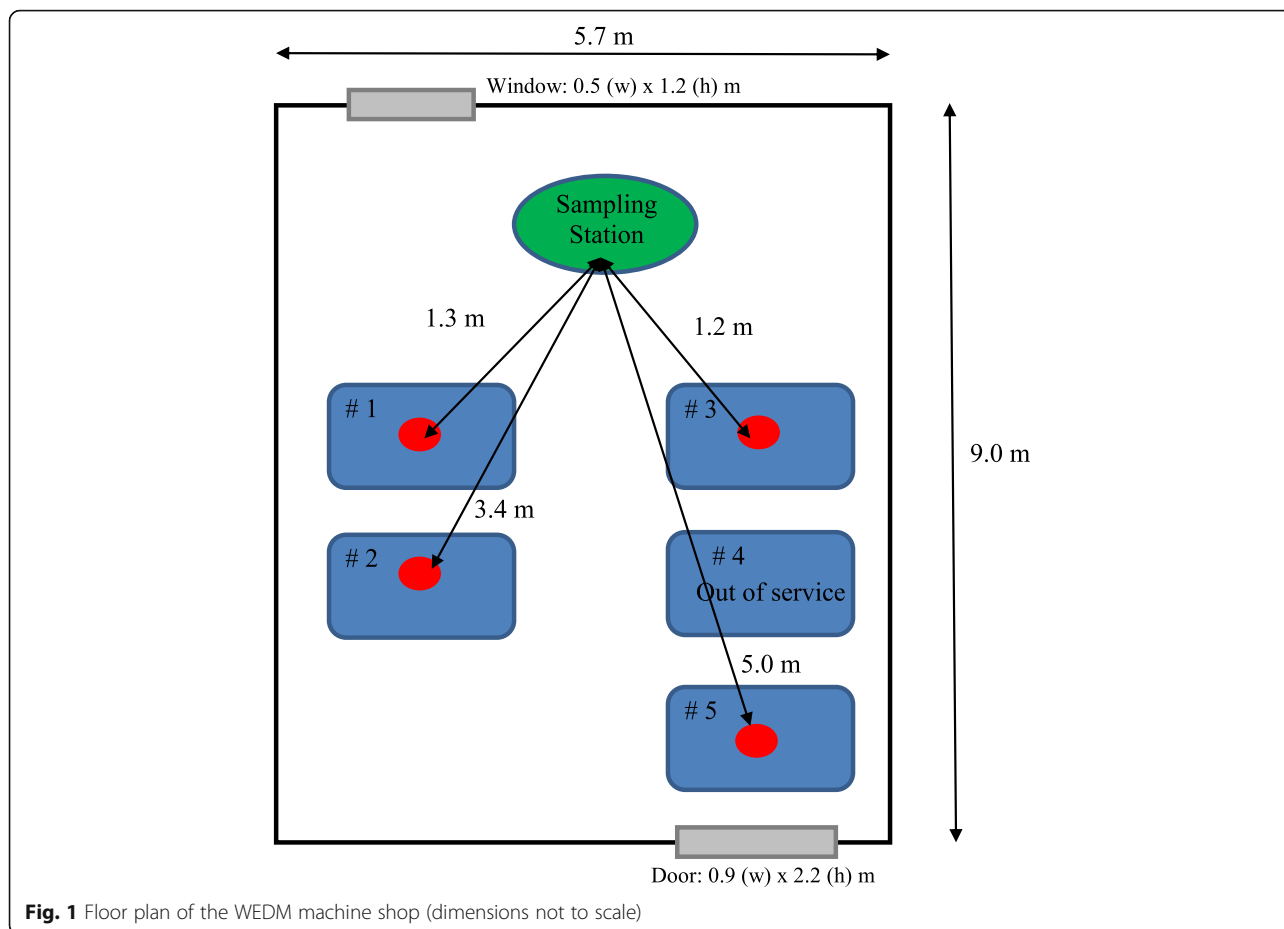 5.7 m
Window: 0.5 (w) x 1.2 (h) m
Sampling
Station
1.3 m
1.2 m
# 1
# 3
9.0 m
3.4 m
# 2
# 4
Out of service
5.0 m
# 5
Door: 0.9 (w) x 2.2 (h) m
Fig. 1 Floor plan of the WEDM machine shop (dimensions not to scale)